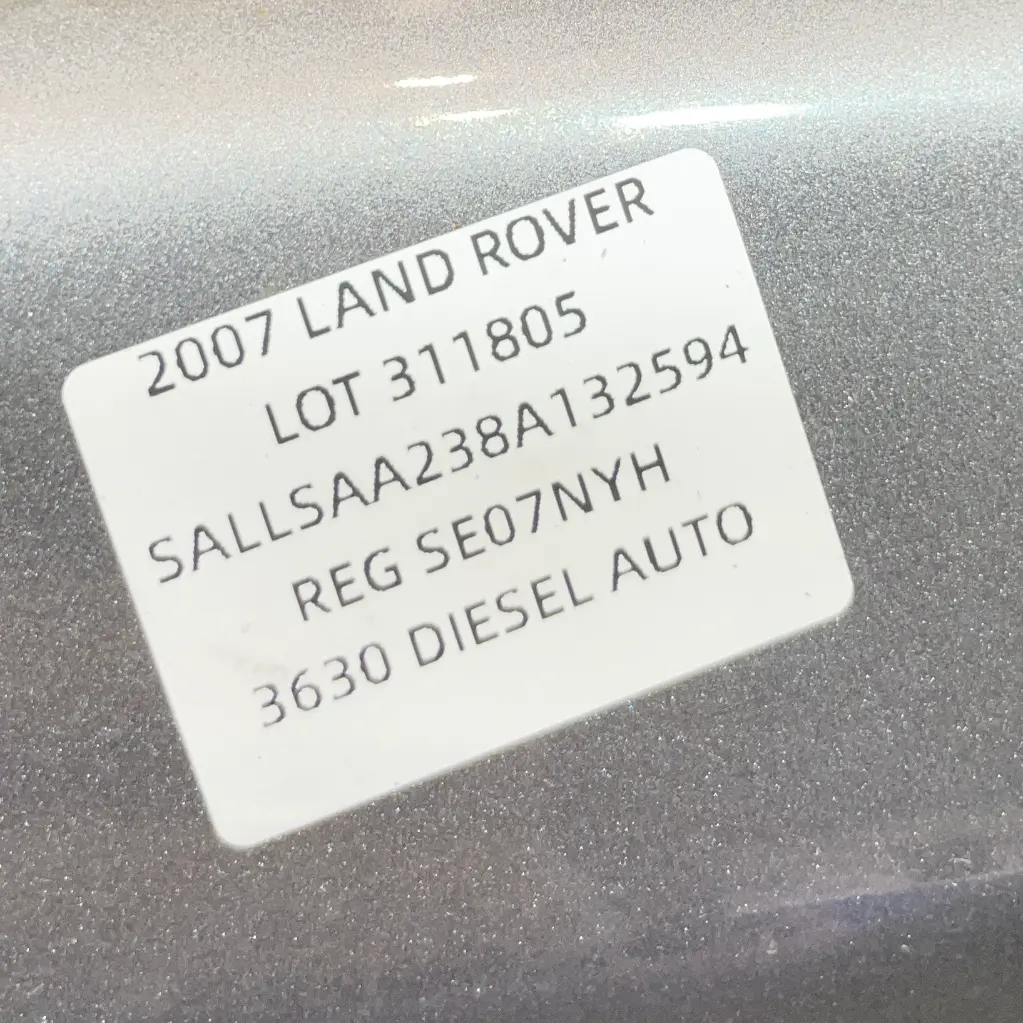 2007 LAND ROVER
LOT 311805
SALLSAA238A132594
REG SE07NYH
3630 DIESEL AUTO